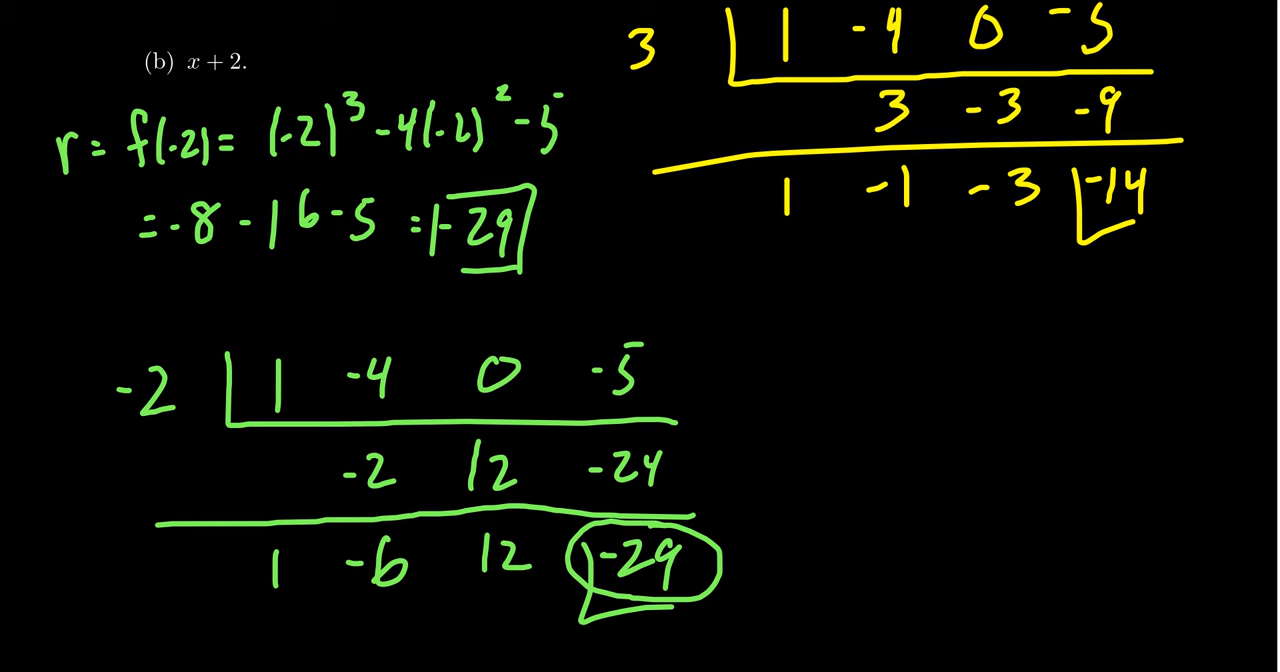 3 | 1 -4 0 -5
3 -3 -9
1 -1 -3 |-14
(b) x + 2.
r = f(-2) = (-2)³ - 4(-2)² - 5
= -8 - 16 - 5 = -29
-2 | 1 -4 0 -5
-2 12 -24
1 -6 12 |-29